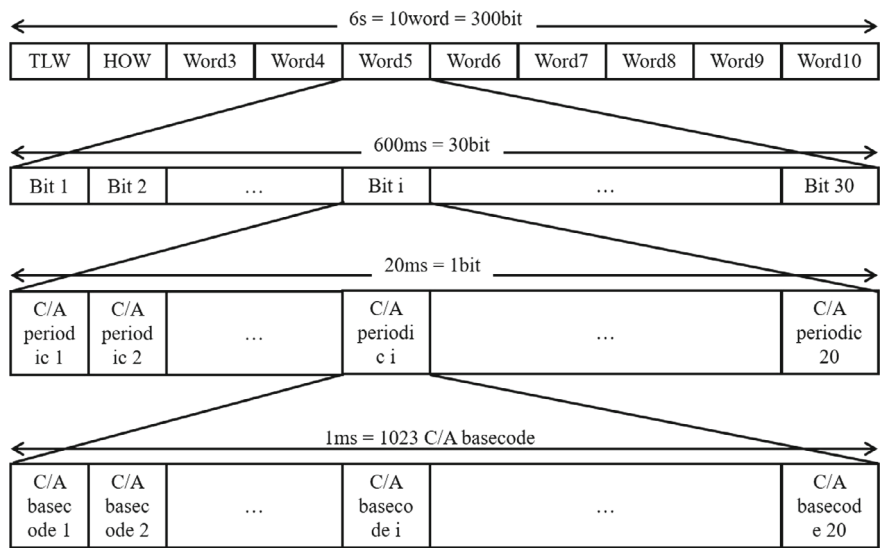 6s = 10word = 300bit
TLW HOW Word3 Word4 Word5 Word6 Word7 Word8 Word9 Word10
600ms = 30bit
Bit 1 Bit 2 … Bit i … Bit 30
20ms = 1bit
C/A
period
ic 1
C/A
period
ic 2
…
C/A
periodi
c i
…
C/A
periodic
20
1ms = 1023 C/A basecode
C/A
basec
ode 1
C/A
basec
ode 2
…
C/A
baseco
de i
…
C/A
basecod
e 20